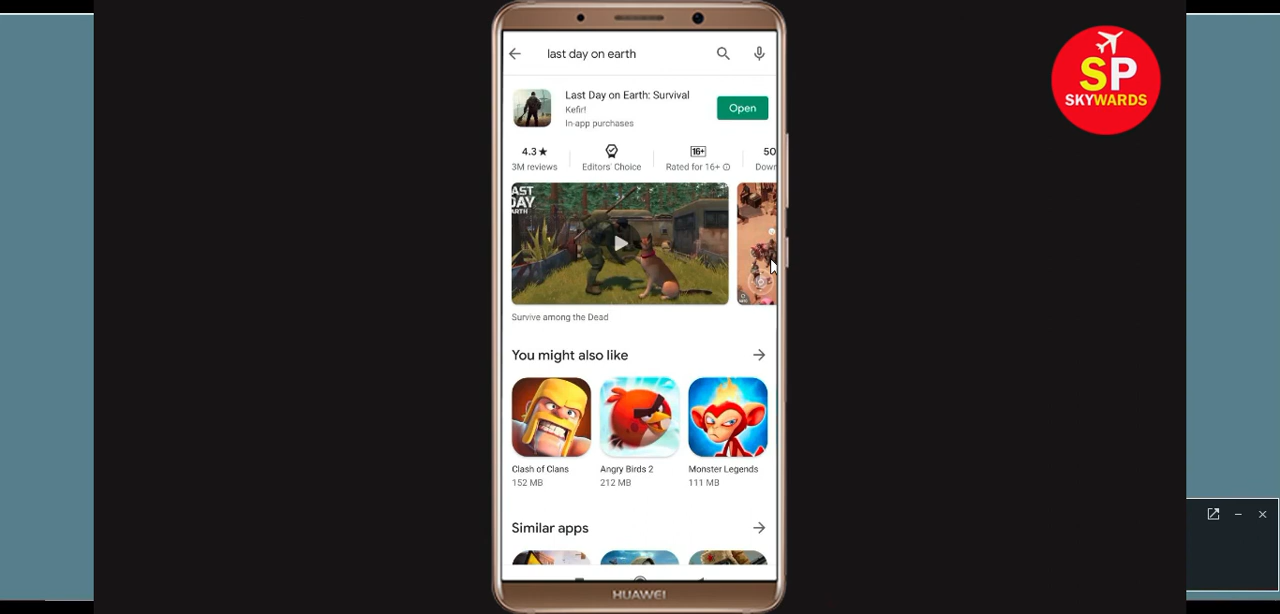 last day on earth
SP
SKYWARDS
Last Day on Earth: Survival
Kefir!
In-app purchases
Open
4.3★
3M reviews
Editors' Choice
16+
Rated for 16+
50
Down
LAST
DAY
EARTH
Survive among the Dead
You might also like
Clash of Clans
152 MB
Angry Birds 2
212 MB
Monster Legends
111 MB
Similar apps
HUAWEI